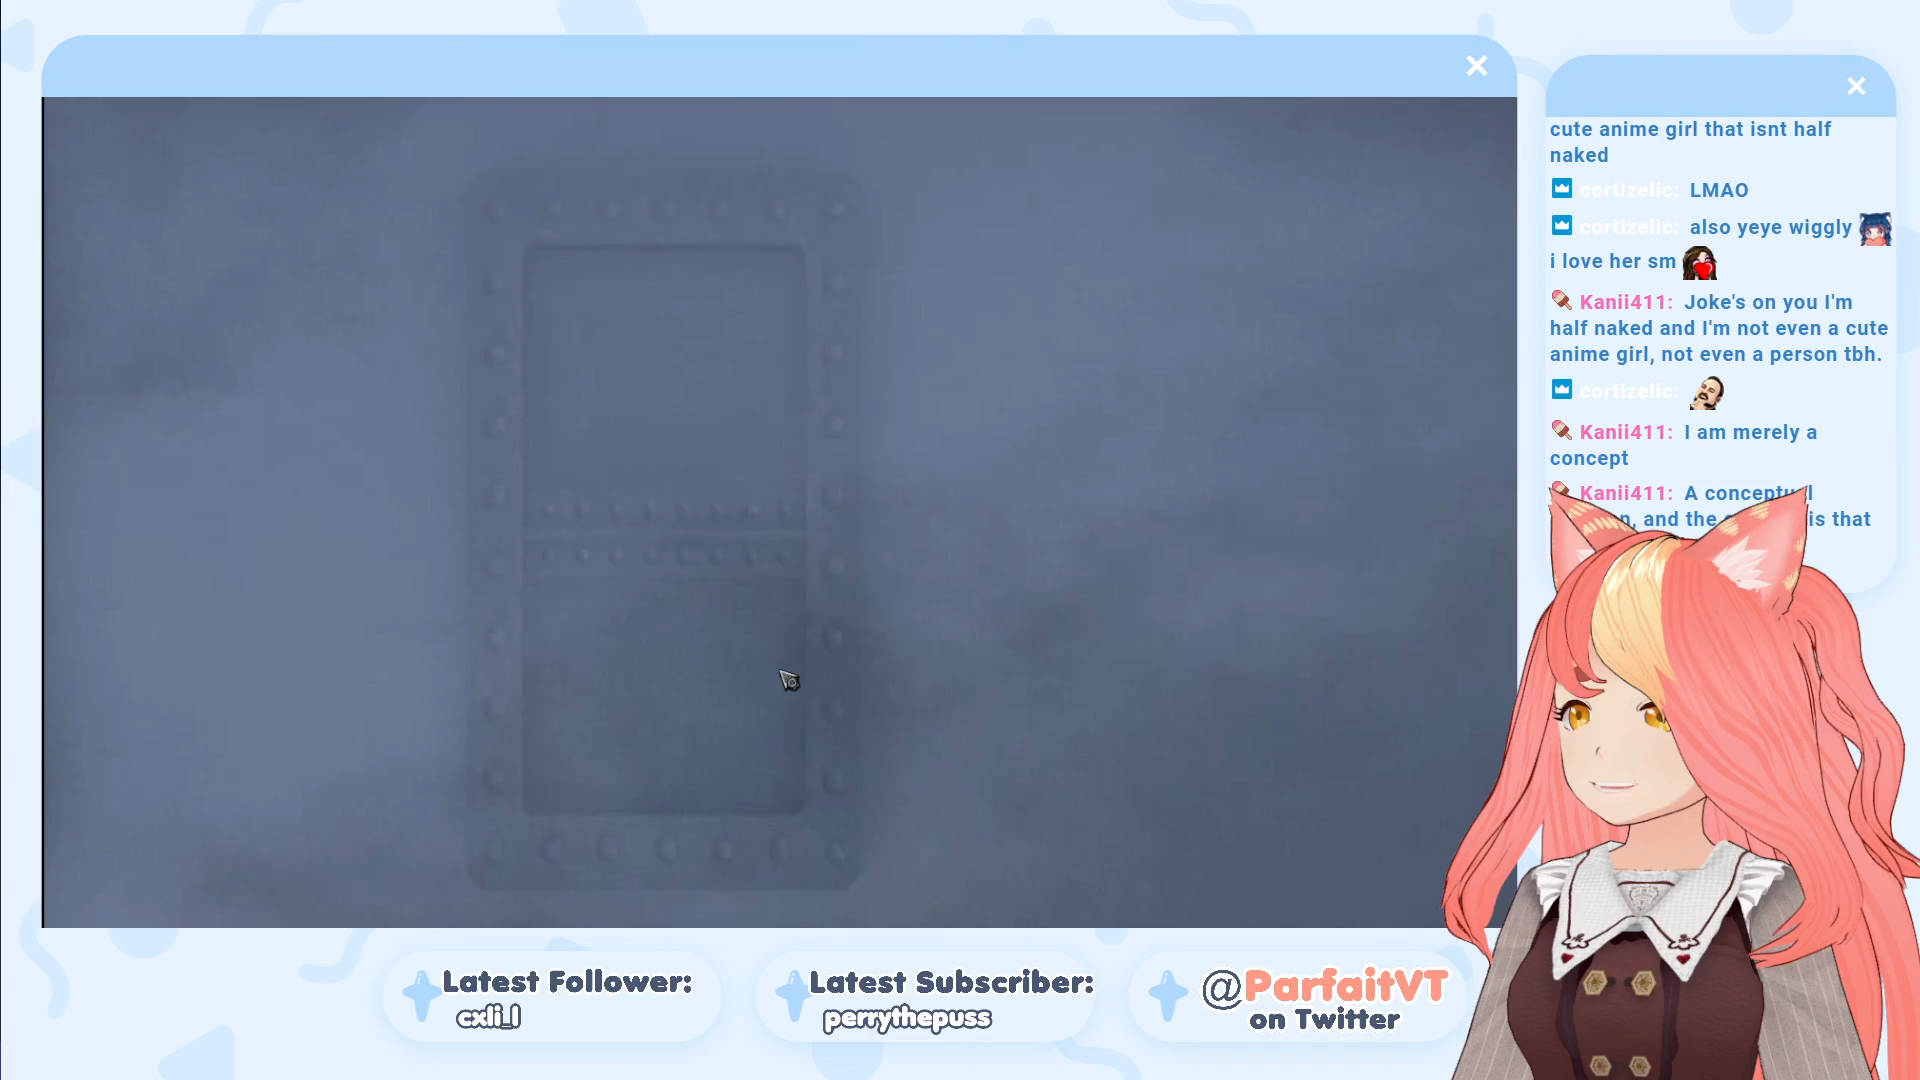 cute anime girl that isnt half
naked
cortizelic: LMAO
cortizelic: also yeye wiggly
i love her sm
Kanii411: Joke's on you I'm
half naked and I'm not even a cute
anime girl, not even a person tbh.
cortizelic:
Kanii411: I am merely a
concept
Kanii411: A
and the is that
Latest Follower:
cxli_l
Latest Subscriber:
perrythepuss
@ParfaitVT
on Twitter